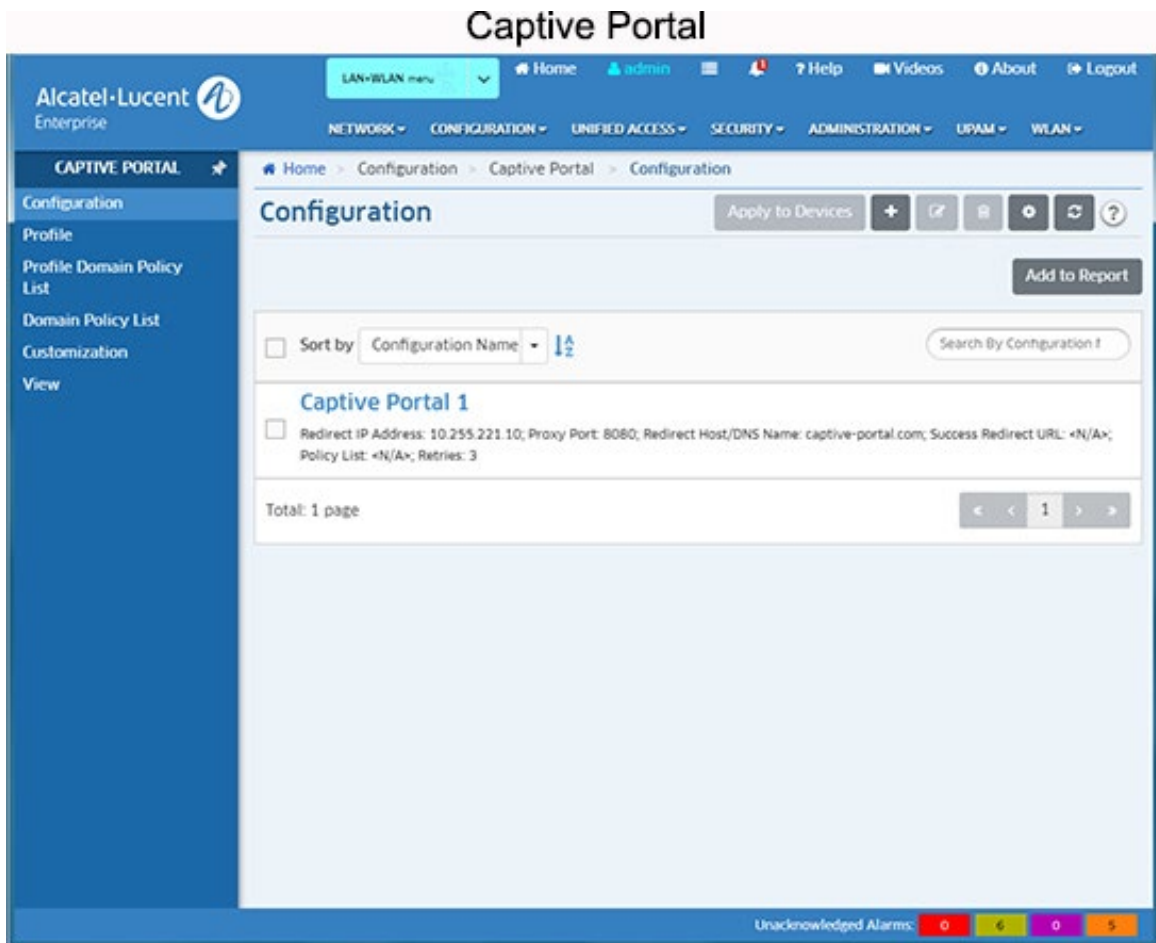 Captive Portal
LAN+WLAN menu
Home admin ? Help Videos About Logout
Alcatel·Lucent
Enterprise
NETWORK CONFIGURATION UNIFIED ACCESS SECURITY ADMINISTRATION UPAM WLAN
CAPTIVE PORTAL
Configuration
Profile
Profile Domain Policy
List
Domain Policy List
Customization
View
Home > Configuration > Captive Portal > Configuration
Configuration
Apply to Devices
?
Add to Report
Sort by Configuration Name
Search By Configuration
Captive Portal 1
Redirect IP Address: 10.255.221.10; Proxy Port: 8080; Redirect Host/DNS Name: captive-portal.com; Success Redirect URL: <N/A>;
Policy List: <N/A>; Retries: 3
Total: 1 page
« < 1 > »
Unacknowledged Alarms: 0 6 0 5